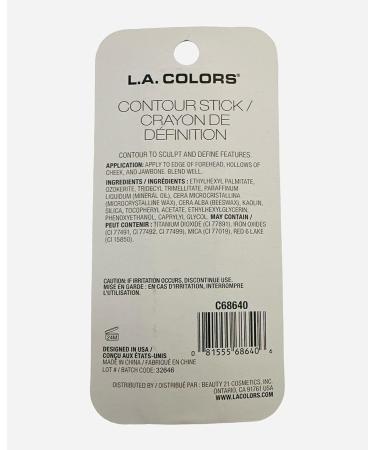 L.A. COLORS®
CONTOUR STICK /
CRAYON DE
DÉFINITION
CONTOUR TO SCULPT AND DEFINE FEATURES.
APPLICATION: APPLY TO EDGE OF FOREHEAD, HOLLOWS OF
CHEEK, AND JAWBONE. BLEND WELL.
INGREDIENTS / INGRÉDIENTS : ETHYLHEXYL PALMITATE,
OZOKERITE, TRIDECYL TRIMELLITATE, PARAFFINUM
LIQUIDUM (MINERAL OIL), CERA MICROCRISTALLINA
(MICROCRYSTALLINE WAX), CERA ALBA (BEESWAX), KAOLIN,
SILICA, TOCOPHERYL ACETATE, ETHYLHEXYLGLYCERIN,
PHENOXYETHANOL, CAPRYLYL GLYCOL. MAY CONTAIN /
PEUT CONTENIR : TITANIUM DIOXIDE (CI 77891), IRON OXIDES
(CI 77491, CI 77492, CI 77499), MICA (CI 77019), RED 6 LAKE
(CI 15850).
CAUTION: IF IRRITATION OCCURS, DISCONTINUE USE.
MISE EN GARDE : EN CAS D'IRRITATION, INTERROMPRE
L'UTILISATION.
C68640
24M
0 81555 68640 4
DESIGNED IN USA /
CONÇU AUX ÉTATS-UNIS
MADE IN CHINA / FABRIQUÉ EN CHINE
LOT # / BATCH CODE: 32646
DISTRIBUTED BY / DISTRIBUÉ PAR : BEAUTY 21 COSMETICS, INC.
ONTARIO, CA 91761 USA
WWW.LACOLORS.COM